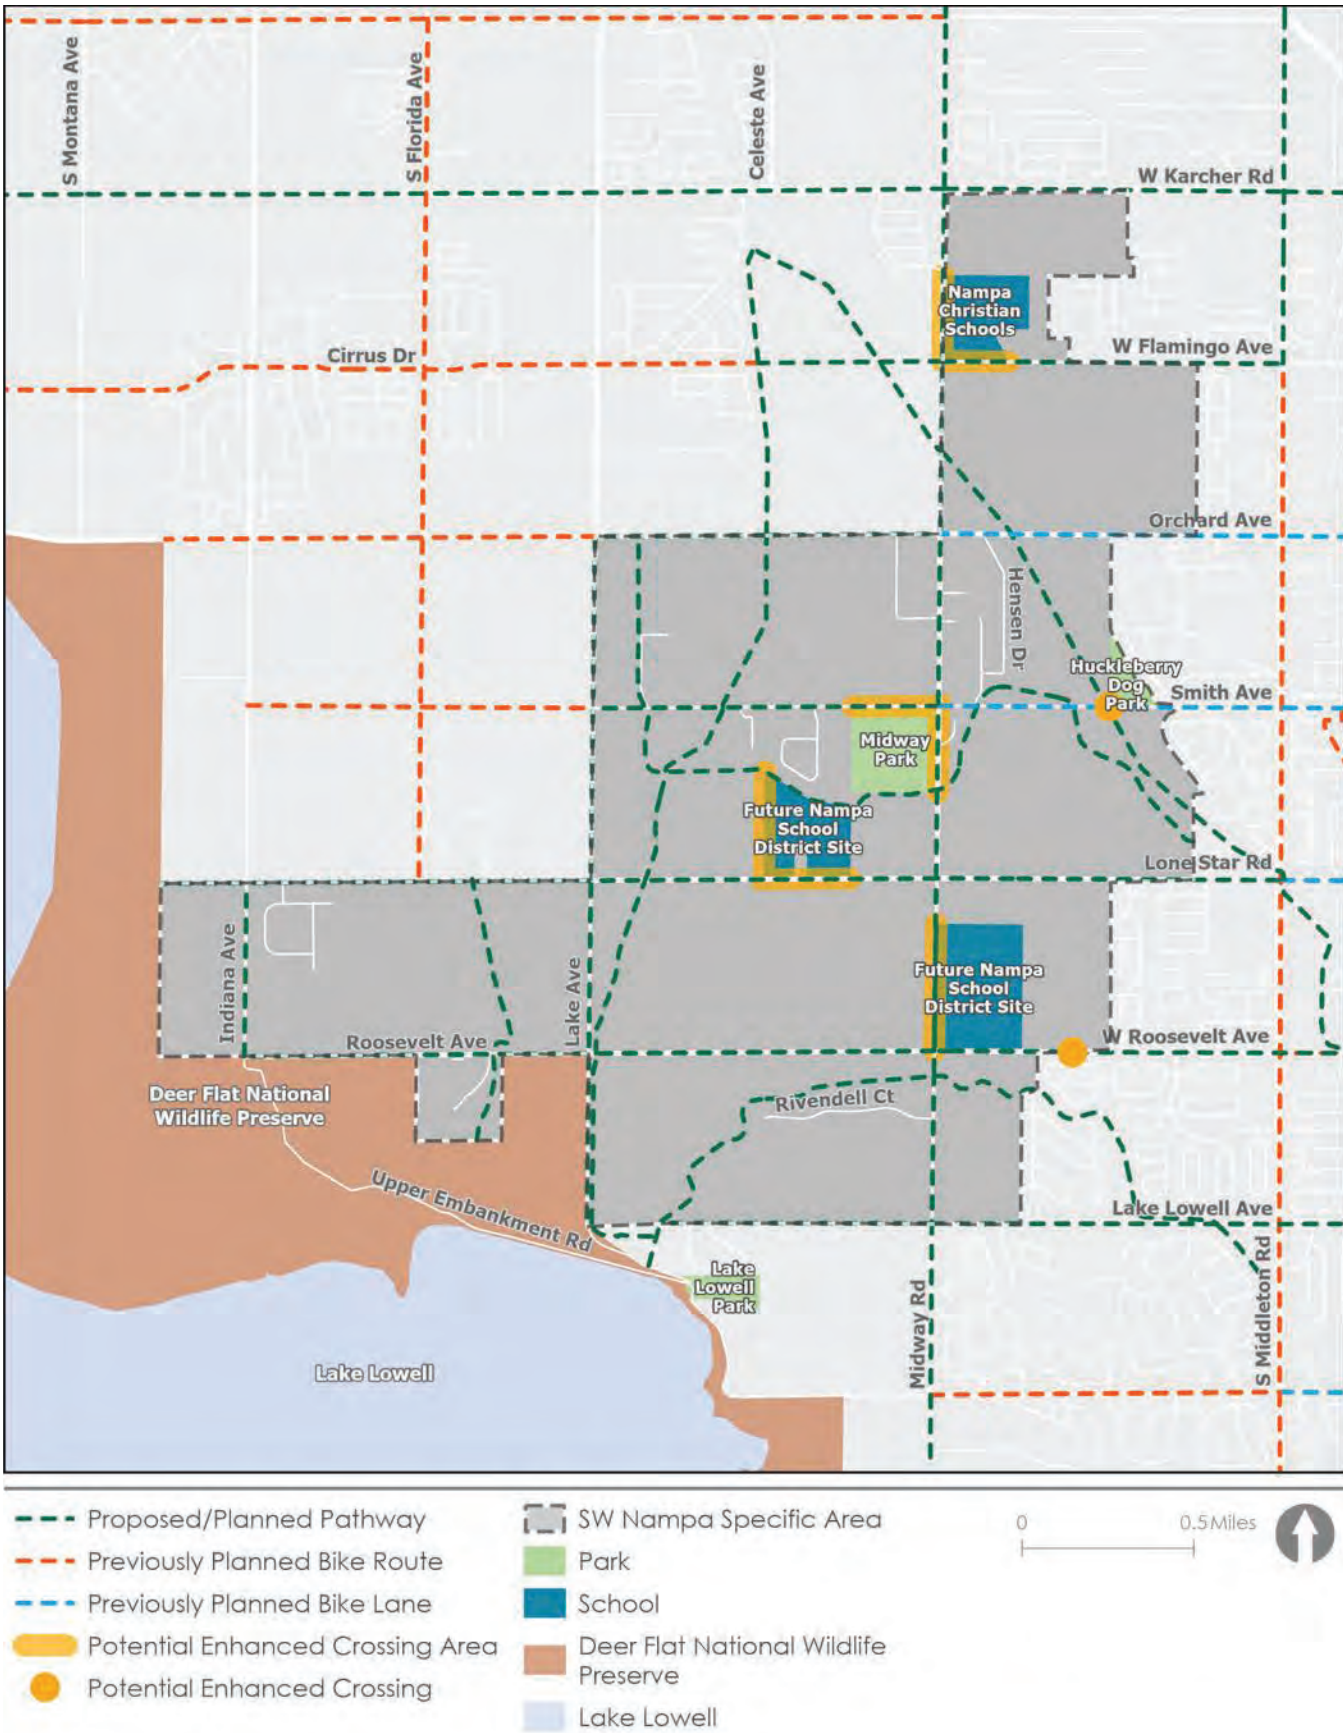 S Montana Ave
S Florida Ave
Celeste Ave
W Karcher Rd
Nampa
Christian
Schools
W Flamingo Ave
Cirrus Dr
Orchard Ave
Hensen Dr
Huckleberry
Dog
Park
Smith Ave
Midway
Park
Future Nampa
School
District Site
Lone Star Rd
Indiana Ave
Lake Ave
Future Nampa
School
District Site
Roosevelt Ave
W Roosevelt Ave
Deer Flat National
Wildlife Preserve
Rivendell Ct
Upper Embankment Rd
Lake Lowell Ave
Lake
Lowell
Park
Midway Rd
S Middleton Rd
Lake Lowell
Proposed/Planned Pathway
Previously Planned Bike Route
Previously Planned Bike Lane
Potential Enhanced Crossing Area
Potential Enhanced Crossing
SW Nampa Specific Area
Park
School
Deer Flat National Wildlife
Preserve
Lake Lowell
0 0.5 Miles